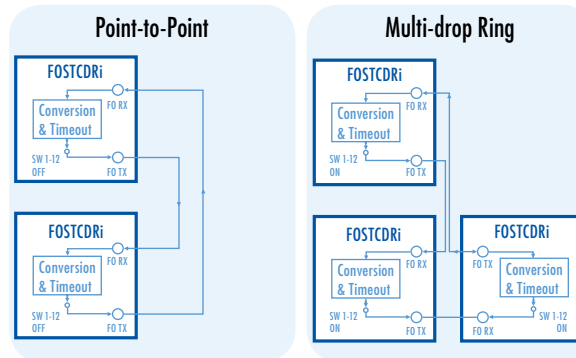 Point-to-Point
FOSTCDRi
FO RX
Conversion
& Timeout
SW 1-12
OFF
FO TX
FOSTCDRi
FO RX
Conversion
& Timeout
SW 1-12
OFF
FO TX
Multi-drop Ring
FOSTCDRi
FO RX
Conversion
& Timeout
SW 1-12
ON
FO TX
FOSTCDRi
FO RX
Conversion
& Timeout
SW 1-12
ON
FO TX
FOSTCDRi
FO TX
Conversion
& Timeout
SW 1-12
ON
FO RX